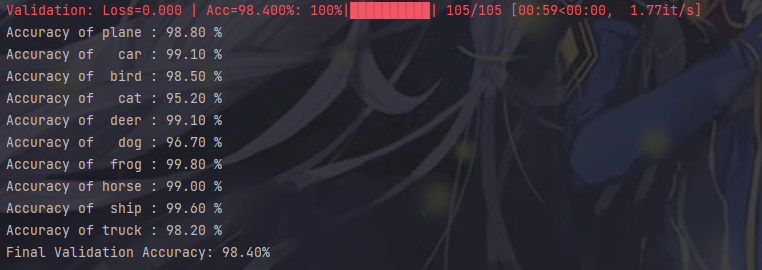 Validation: Loss=0.000 | Acc=98.400%: 100%|██████████| 105/105 [00:59<00:00,  1.77it/s]
Accuracy of plane : 98.80 %
Accuracy of   car : 99.10 %
Accuracy of  bird : 98.50 %
Accuracy of   cat : 95.20 %
Accuracy of  deer : 99.10 %
Accuracy of   dog : 96.70 %
Accuracy of  frog : 99.80 %
Accuracy of horse : 99.00 %
Accuracy of  ship : 99.60 %
Accuracy of truck : 98.20 %
Final Validation Accuracy: 98.40%